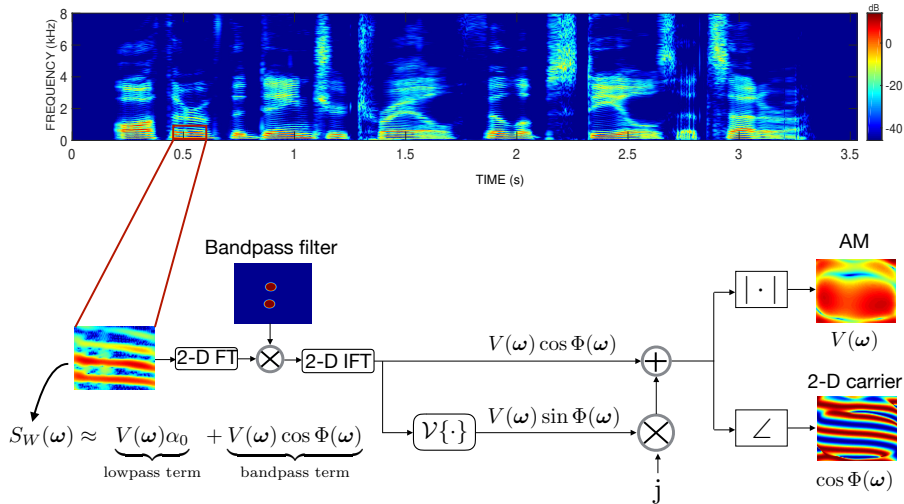 dB
FREQUENCY (kHz)
8
6
4
2
0
0
-20
-40
0 0.5 1 1.5 2 2.5 3 3.5
TIME (s)
Bandpass filter
AM
2-D FT
2-D IFT
V(ω) cos Φ(ω)
|·|
V(ω)
2-D carrier
V{·}
V(ω) sin Φ(ω)
∠
cos Φ(ω)
j
S_W(ω) ≈ V(ω)α_0 + V(ω) cos Φ(ω)
lowpass term
bandpass term